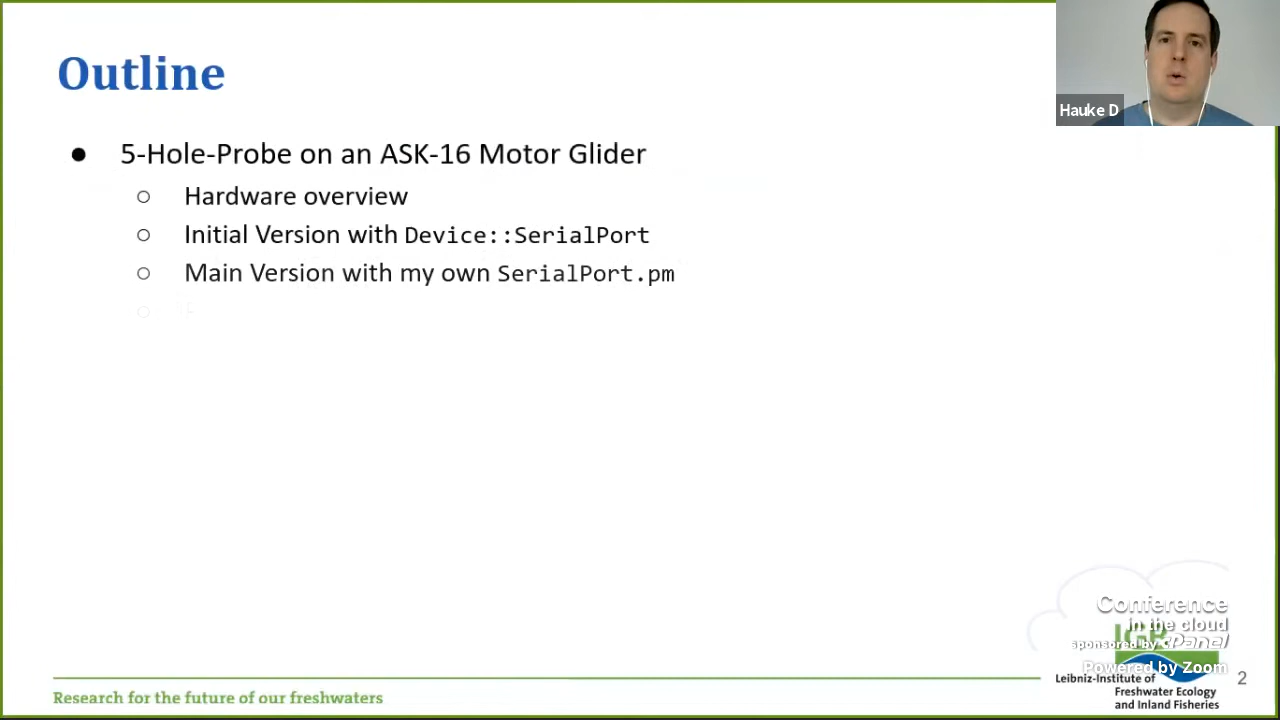 Outline
Hauke D
● 5-Hole-Probe on an ASK-16 Motor Glider
○ Hardware overview
○ Initial Version with Device::SerialPort
○ Main Version with my own SerialPort.pm
Conference
in the cloud
sponsored by cPanel
Powered by Zoom
IGB
Leibniz-Institute of
Freshwater Ecology
and Inland Fisheries
Research for the future of our freshwaters
2